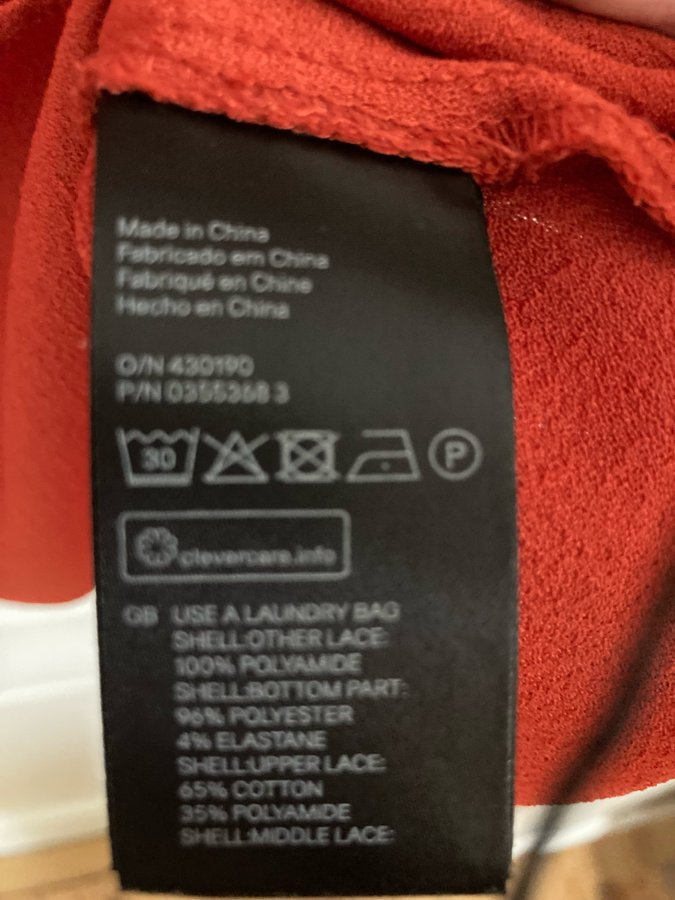 Made in China
Fabricado em China
Fabriqué en Chine
Hecho en China
O/N 430190
P/N 0355368 3
30 P
clevercare.info
GB USE A LAUNDRY BAG
SHELL:OTHER LACE:
100% POLYAMIDE
SHELL:BOTTOM PART:
96% POLYESTER
4% ELASTANE
SHELL:UPPER LACE:
65% COTTON
35% POLYAMIDE
SHELL:MIDDLE LACE: